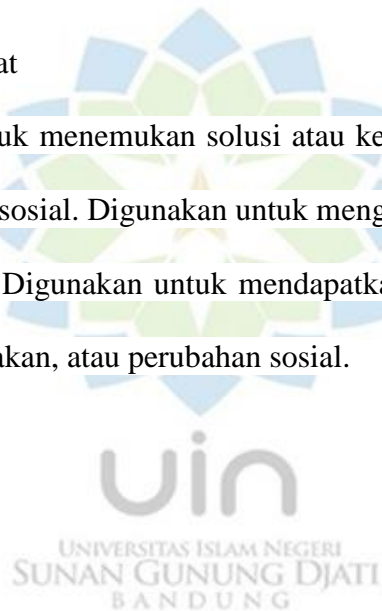 at
uk menemukan solusi atau ke
sosial. Digunakan untuk meng
Digunakan untuk mendapatka
akan, atau perubahan sosial.
uin
UNIVERSITAS ISLAM NEGERI
SUNAN GUNUNG DJATI
BANDUNG